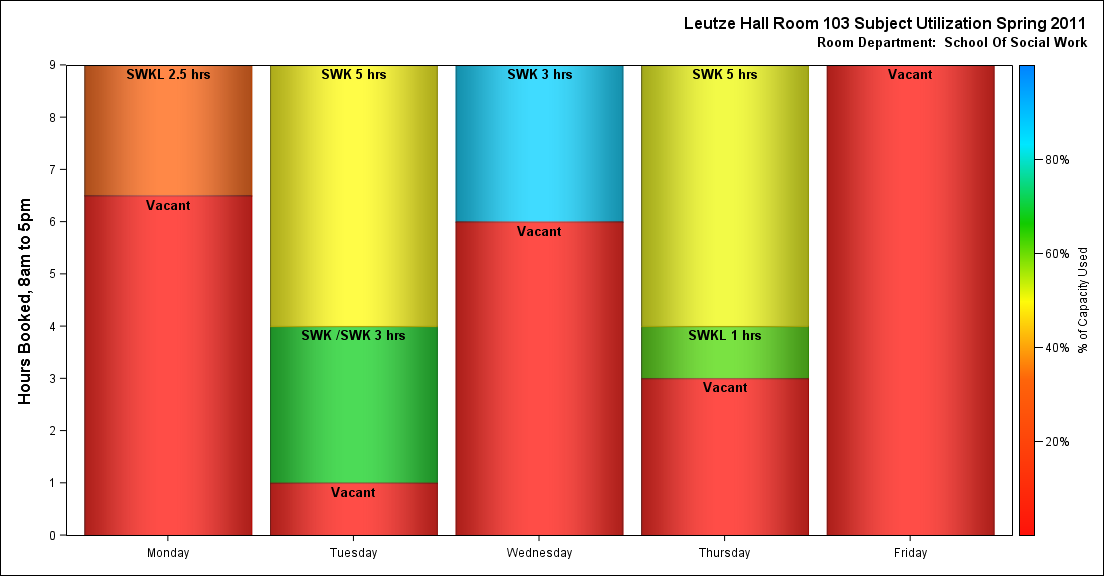 Leutze Hall Room 103 Subject Utilization Spring 2011
Room Department:  School Of Social Work
Hours Booked, 8am to 5pm
9
8
7
6
5
4
3
2
1
0
SWKL 2.5 hrs
Vacant
SWK 5 hrs
SWK /SWK 3 hrs
Vacant
SWK 3 hrs
Vacant
SWK 5 hrs
SWKL 1 hrs
Vacant
Vacant
Monday
Tuesday
Wednesday
Thursday
Friday
80%
60%
40%
20%
% of Capacity Used